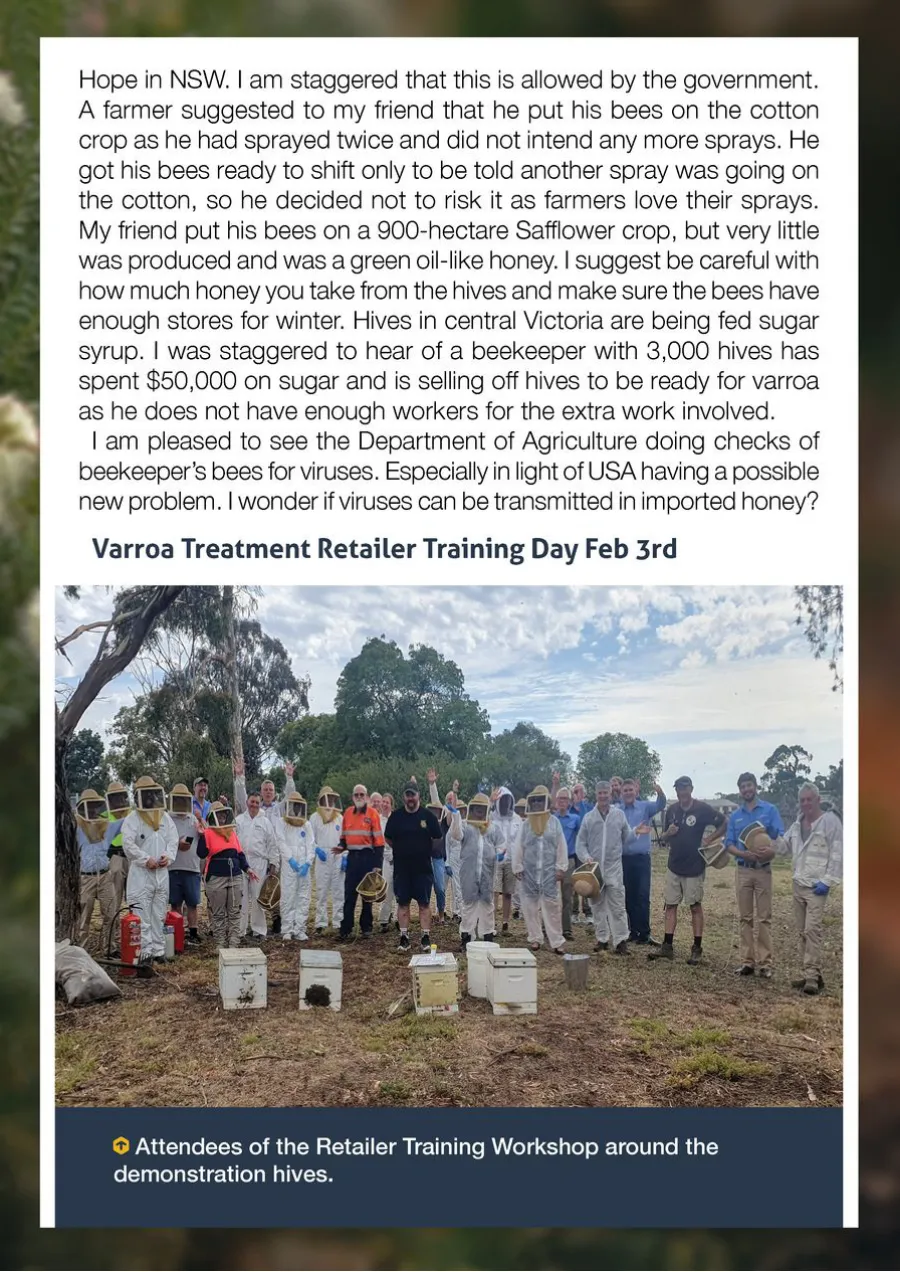 Hope in NSW. I am staggered that this is allowed by the government.
A farmer suggested to my friend that he put his bees on the cotton
crop as he had sprayed twice and did not intend any more sprays. He
got his bees ready to shift only to be told another spray was going on
the cotton, so he decided not to risk it as farmers love their sprays.
My friend put his bees on a 900-hectare Safflower crop, but very little
was produced and was a green oil-like honey. I suggest be careful with
how much honey you take from the hives and make sure the bees have
enough stores for winter. Hives in central Victoria are being fed sugar
syrup. I was staggered to hear of a beekeeper with 3,000 hives has
spent $50,000 on sugar and is selling off hives to be ready for varroa
as he does not have enough workers for the extra work involved.
I am pleased to see the Department of Agriculture doing checks of
beekeeper's bees for viruses. Especially in light of USA having a possible
new problem. I wonder if viruses can be transmitted in imported honey?
Varroa Treatment Retailer Training Day Feb 3rd
Attendees of the Retailer Training Workshop around the
demonstration hives.